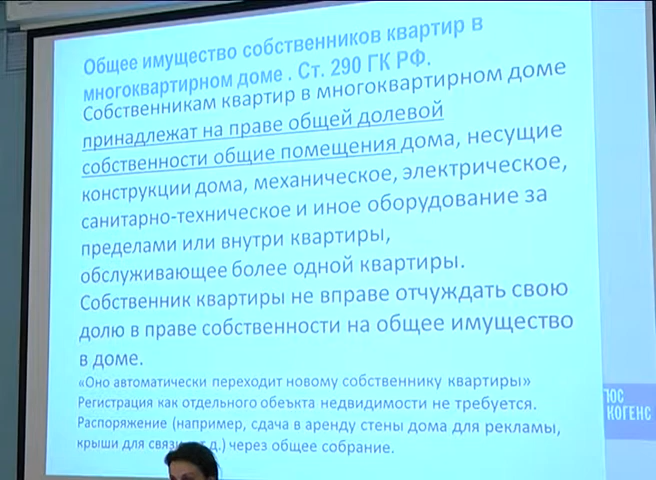 Общее имущество собственников квартир в
многоквартирном доме . Ст. 290 ГК РФ.
Собственникам квартир в многоквартирном доме
принадлежат на праве общей долевой
собственности общие помещения дома, несущие
конструкции дома, механическое, электрическое,
санитарно-техническое и иное оборудование за
пределами или внутри квартиры,
обслуживающее более одной квартиры.
Собственник квартиры не вправе отчуждать свою
долю в праве собственности на общее имущество
в доме.
«Оно автоматически переходит новому собственнику квартиры»
Регистрация как отдельного объекта недвижимости не требуется.
Распоряжение (например, сдача в аренду стены дома для рекламы,
крыши для связи т.д.) через общее собрание.
ПОС
КОГЕНС